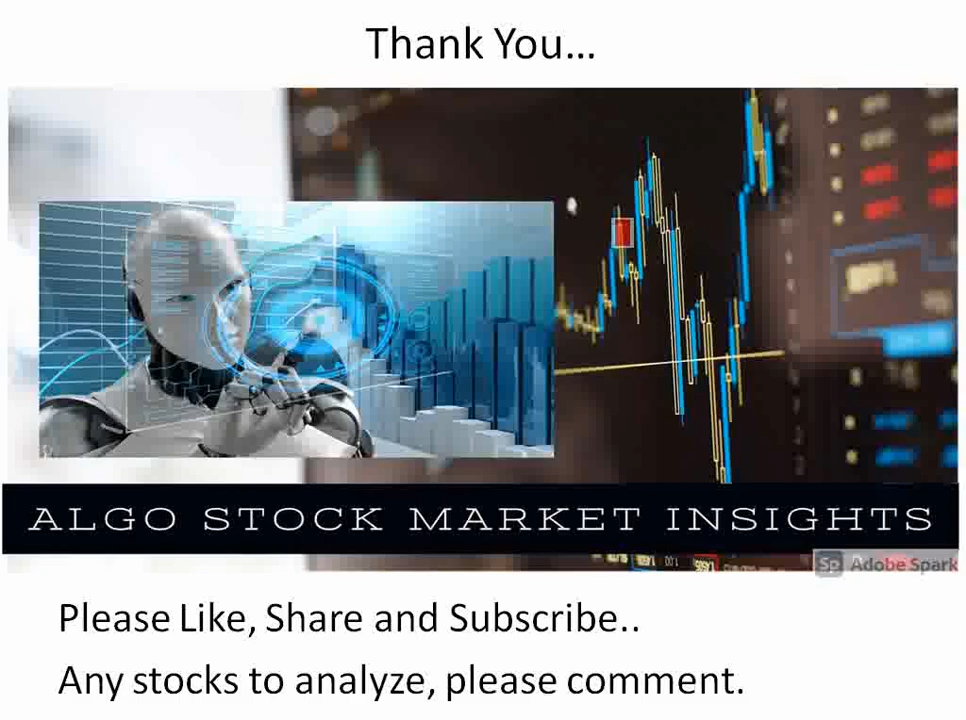 Thank You...
ALGO STOCK MARKET INSIGHTS
Sp Adobe Spark
Please Like, Share and Subscribe..
Any stocks to analyze, please comment.